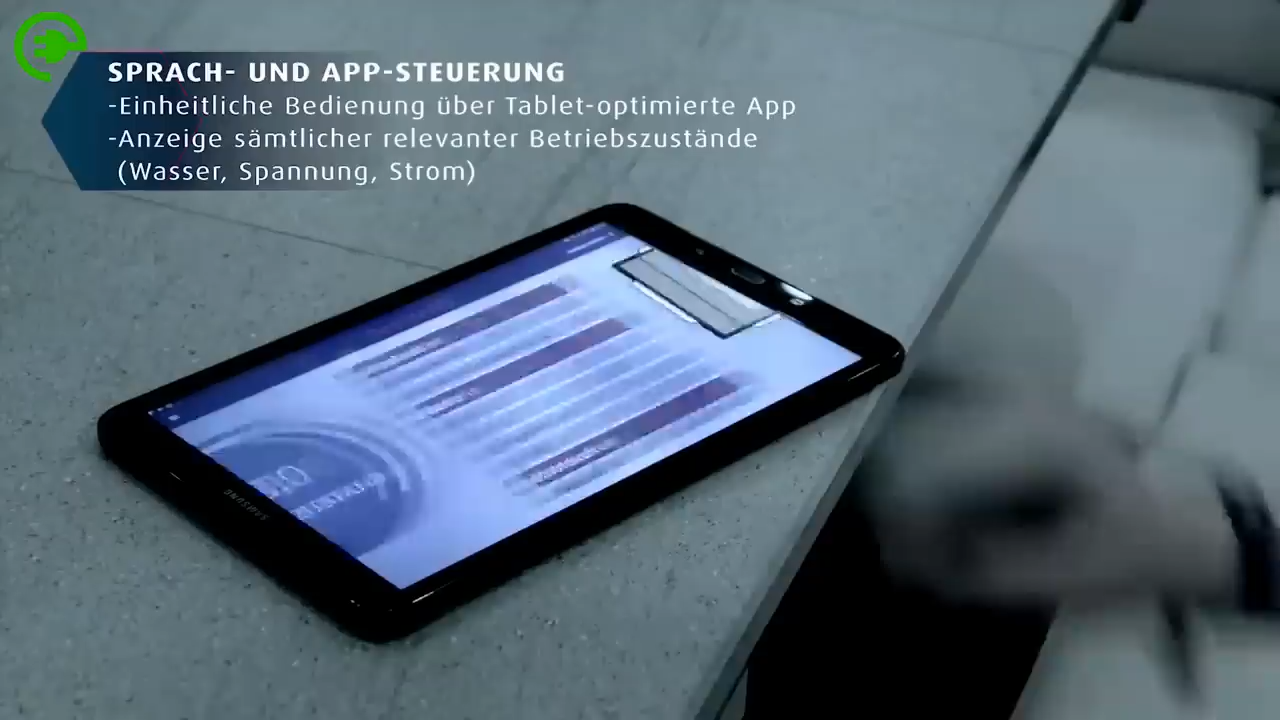 SPRACH- UND APP-STEUERUNG
-Einheitliche Bedienung über Tablet-optimierte App
-Anzeige sämtlicher relevanter Betriebszustände
(Wasser, Spannung, Strom)
SAMSUNG